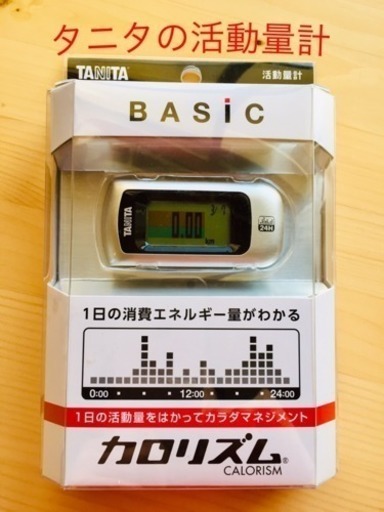 タニタの活動量計
TANITA
活動量計
BASiC
TANITA
3/1
0.00
km
24H
1日の消費エネルギー量がわかる
0:00 12:00 24:00
1日の活動量をはかってカラダマネジメント
カロリズム®
CALORISM